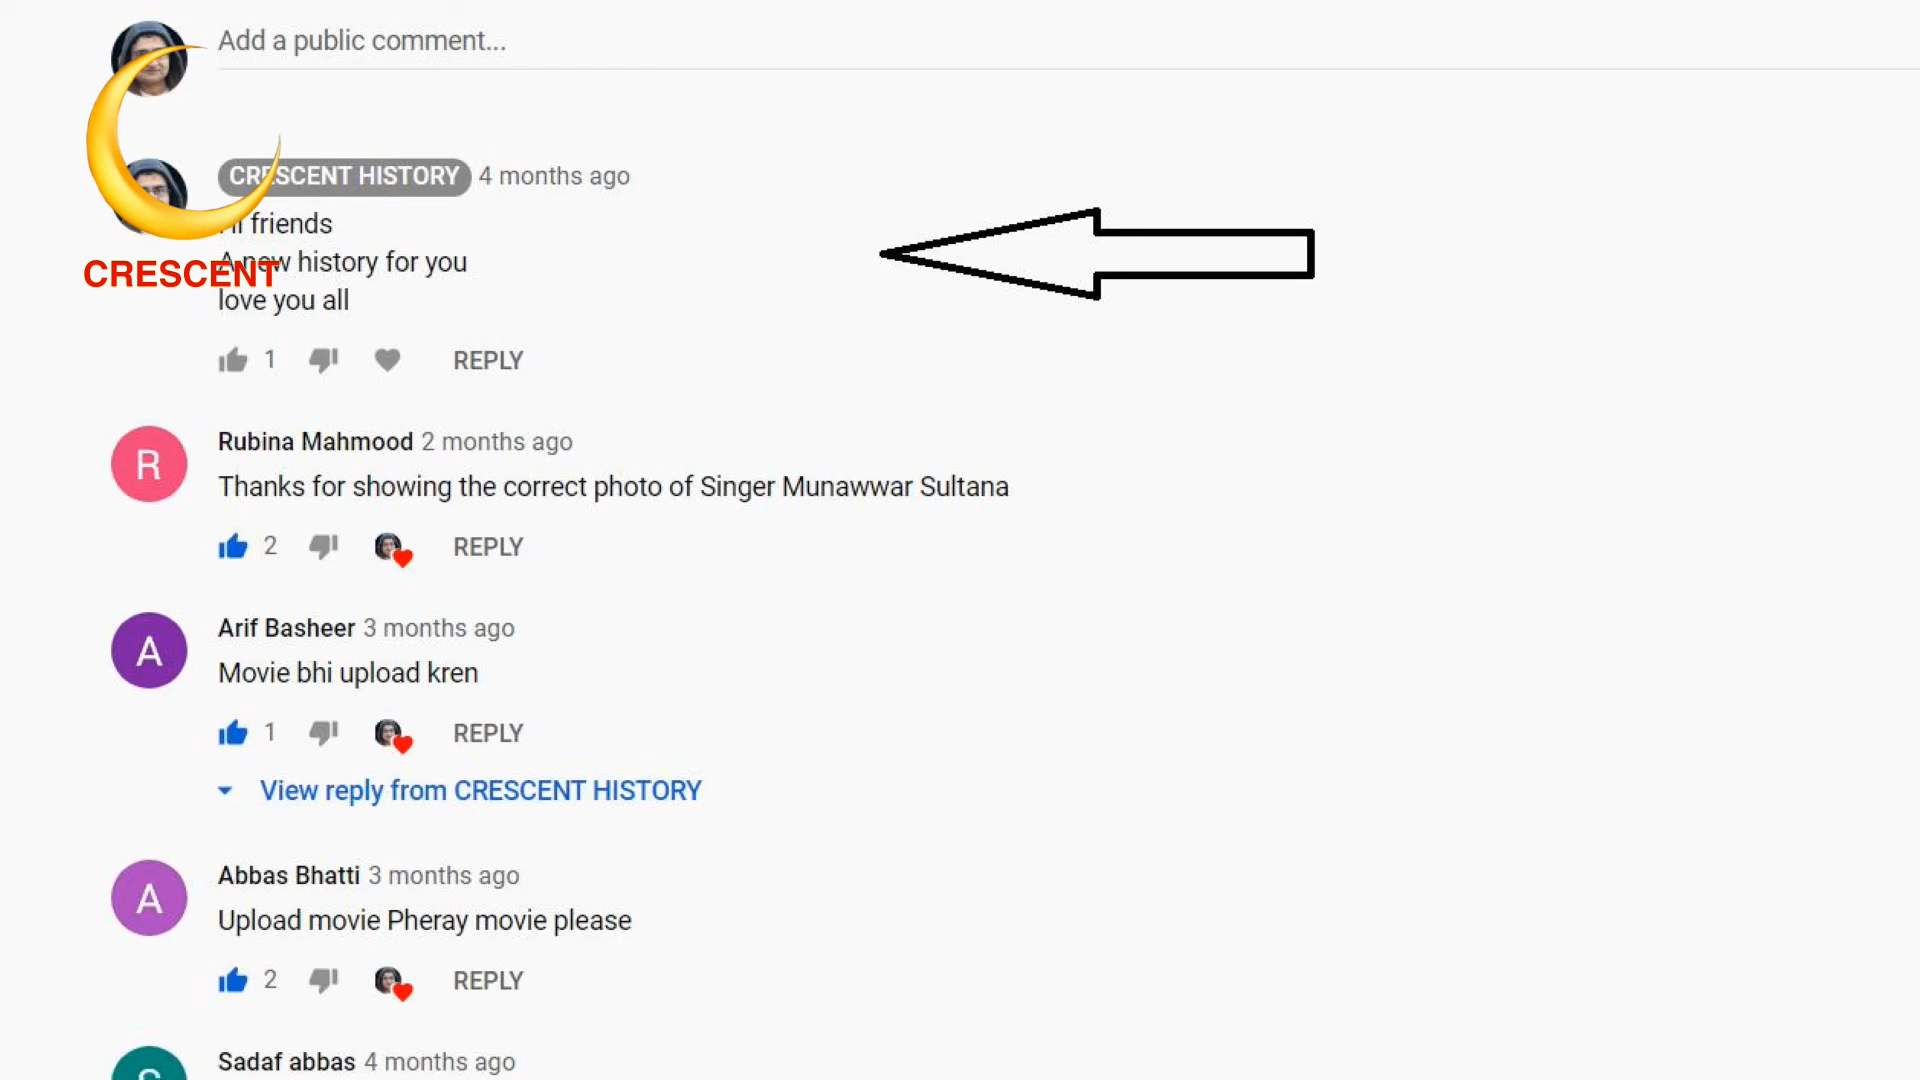 Add a public comment...
CRESCENT HISTORY 4 months ago
Hi friends
A new history for you
love you all
CRESCENT
1 REPLY
R
Rubina Mahmood 2 months ago
Thanks for showing the correct photo of Singer Munawwar Sultana
2 REPLY
A
Arif Basheer 3 months ago
Movie bhi upload kren
1 REPLY
View reply from CRESCENT HISTORY
A
Abbas Bhatti 3 months ago
Upload movie Pheray movie please
2 REPLY
Sadaf abbas 4 months ago